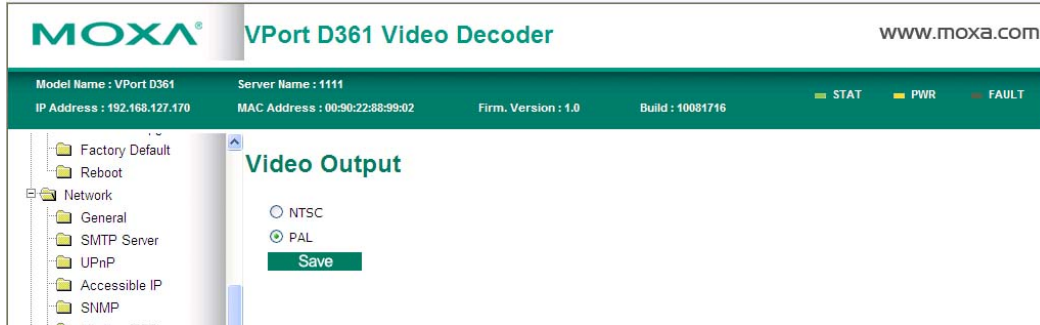 MOXA®
VPort D361 Video Decoder
www.moxa.com
Model Name : VPort D361
Server Name : 1111
IP Address : 192.168.127.170
MAC Address : 00:90:22:88:99:02
Firm. Version : 1.0
Build : 10081716
STAT
PWR
FAULT
Factory Default
Reboot
Network
General
SMTP Server
UPnP
Accessible IP
SNMP
Video Output
NTSC
PAL
Save